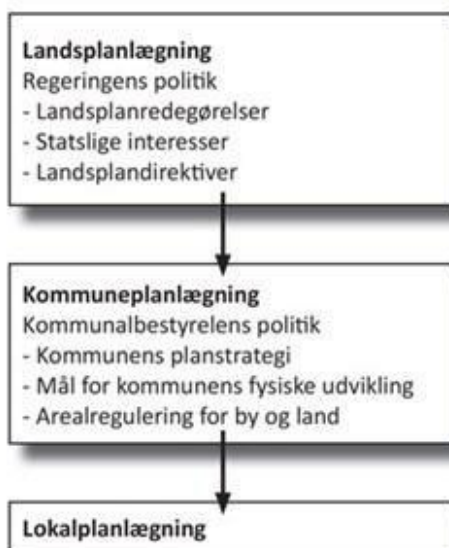 Landsplanlægning
Regeringens politik
- Landsplanredegørelser
- Statslige interesser
- Landsplandirektiver
Kommuneplanlægning
Kommunalbestyrelens politik
- Kommunens planstrategi
- Mål for kommunens fysiske udvikling
- Arealregulering for by og land
Lokalplanlægning